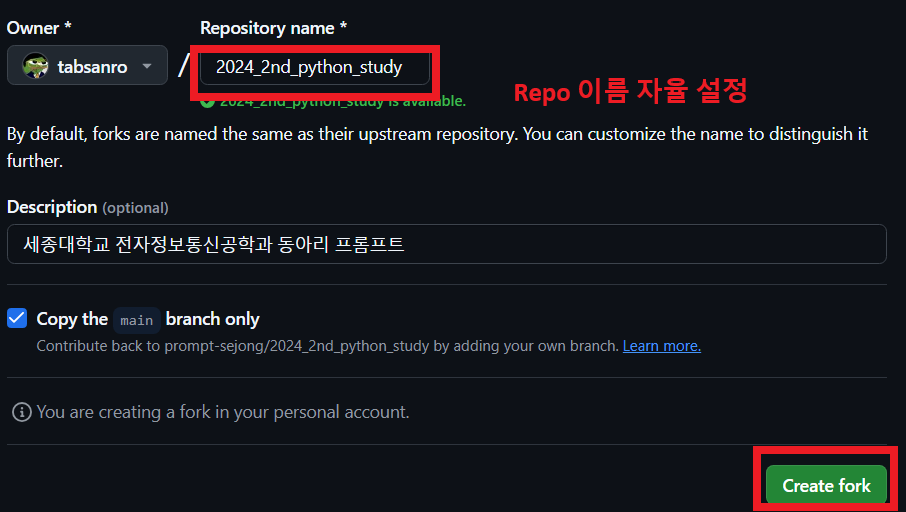 Owner * Repository name *
tabsanro / 2024_2nd_python_study
2024_2nd_python_study is available.
Repo 이름 자율 설정
By default, forks are named the same as their upstream repository. You can customize the name to distinguish it
further.
Description (optional)
세종대학교 전자정보통신공학과 동아리 프롬프트
Copy the main branch only
Contribute back to prompt-sejong/2024_2nd_python_study by adding your own branch. Learn more.
You are creating a fork in your personal account.
Create fork